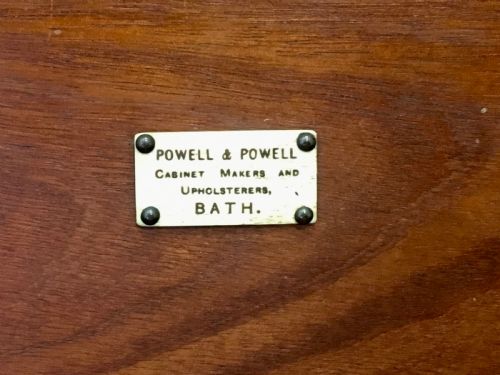 POWELL & POWELL
CABINET MAKERS AND
UPHOLSTERERS,
BATH.